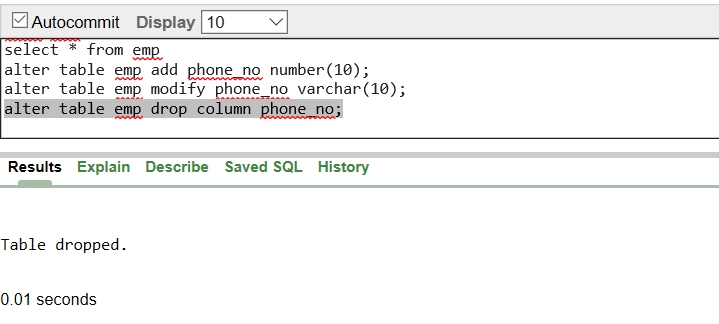 Autocommit Display 10
select * from emp
alter table emp add phone_no number(10);
alter table emp modify phone_no varchar(10);
alter table emp drop column phone_no;
Results Explain Describe Saved SQL History
Table dropped.
0.01 seconds